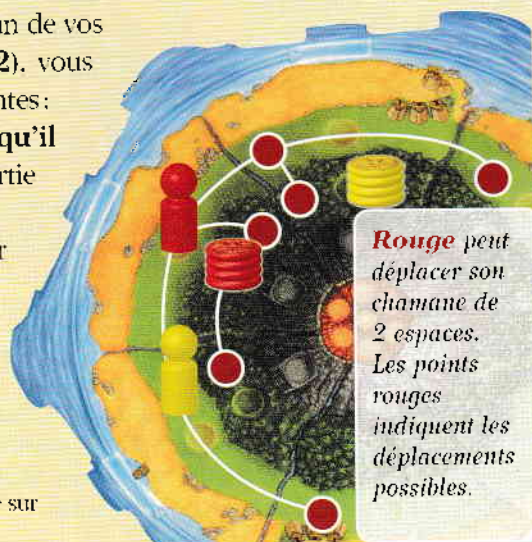 un de vos
2), vous
ntes :
qu'il
rtie
r
sur
Rouge peut
déplacer son
chamane de
2 espaces.
Les points
rouges
indiquent les
déplacements
possibles.